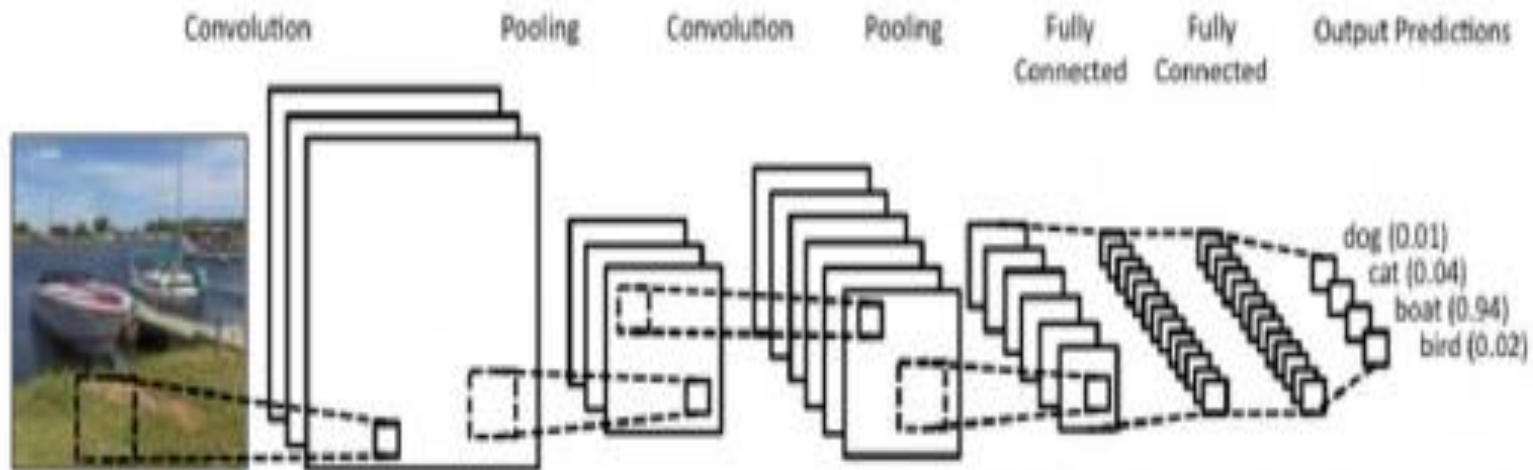 Convolution Pooling Convolution Pooling Fully Connected Fully Connected Output Predictions
dog (0.01)
cat (0.04)
boat (0.94)
bird (0.02)